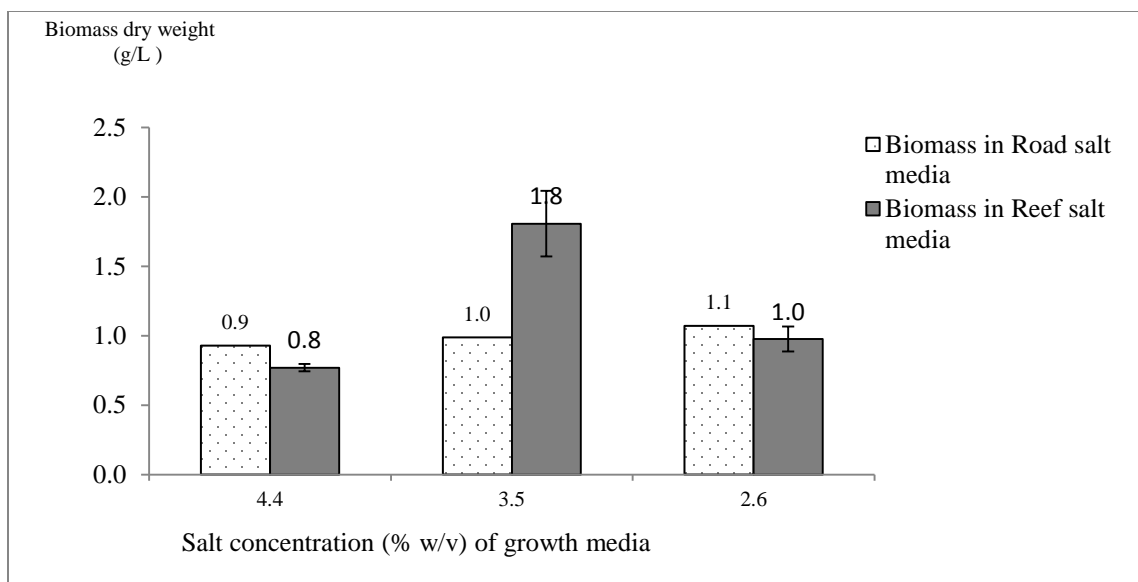 Biomass dry weight
(g/L )
2.5
2.0
1.5
1.0
0.5
0.0
0.9
0.8
1.0
1.8
1.1
1.0
4.4
3.5
2.6
Salt concentration (% w/v) of growth media
Biomass in Road salt
media
Biomass in Reef salt
media